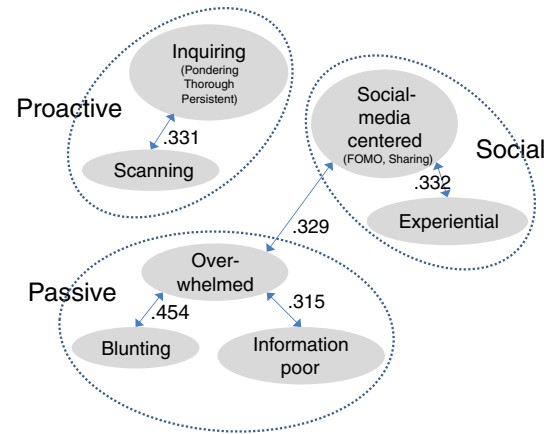 Inquiring
(Pondering
Thorough
Persistent)
Proactive
.331
Scanning
Social-
media
centered
(FOMO, Sharing)
Social
.332
Experiential
.329
Over-
whelmed
Passive
.454
.315
Blunting
Information
poor